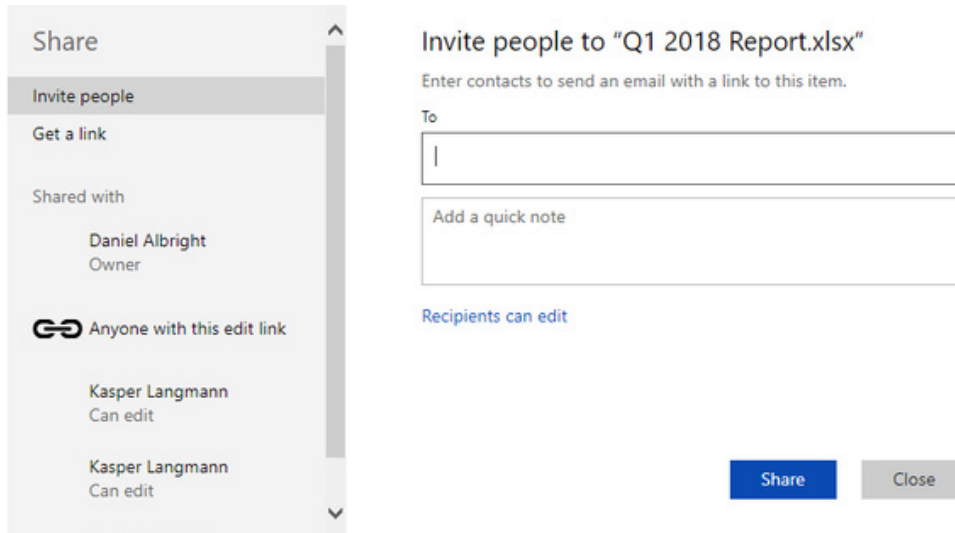 Share
Invite people
Get a link
Shared with
Daniel Albright
Owner
Anyone with this edit link
Kasper Langmann
Can edit
Kasper Langmann
Can edit
Invite people to “Q1 2018 Report.xlsx”
Enter contacts to send an email with a link to this item.
To
Add a quick note
Recipients can edit
Share
Close